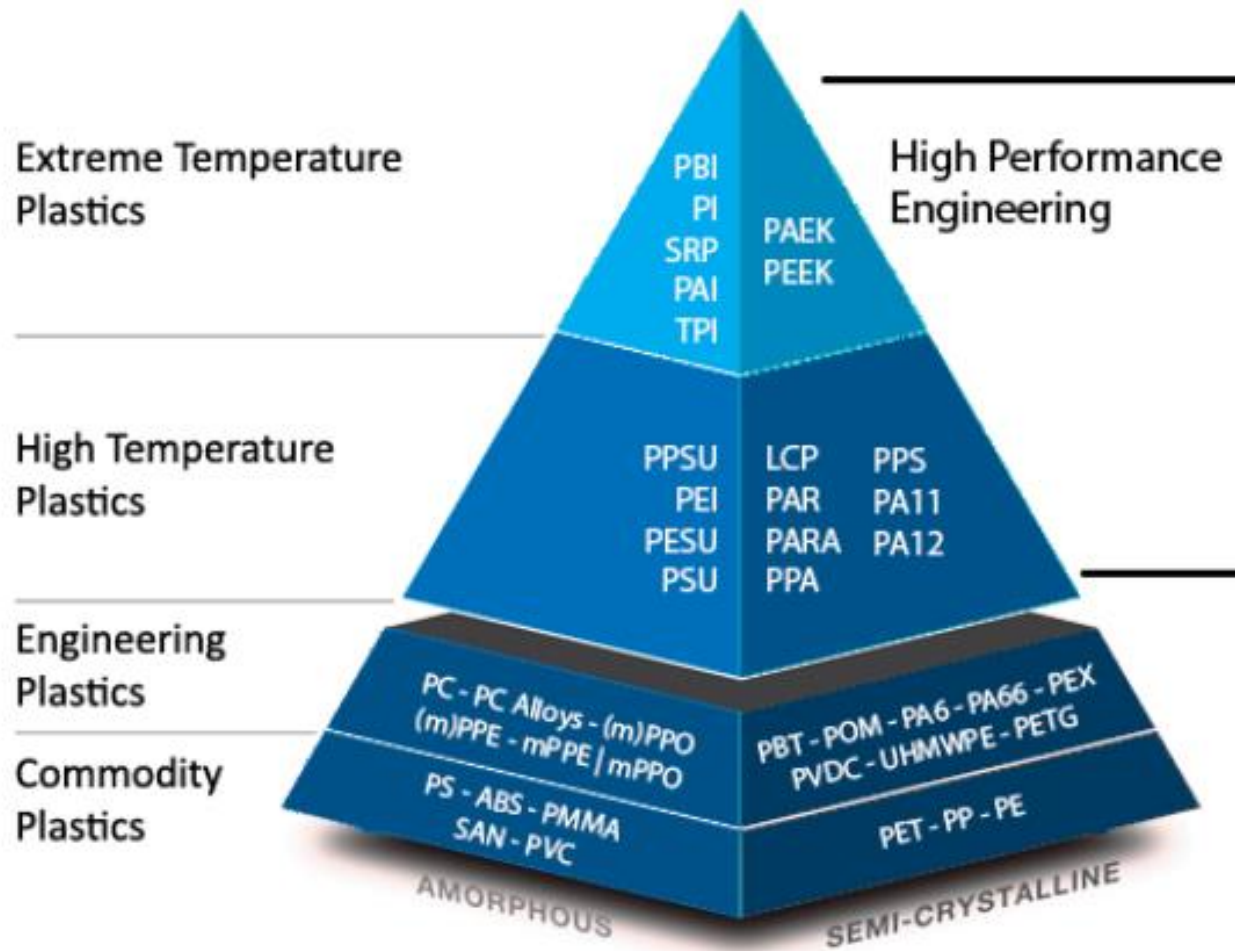 Extreme Temperature
Plastics
PBI
PI
SRP
PAI
TPI
PAEK
PEEK
High Performance
Engineering
High Temperature
Plastics
PPSU
PEI
PESU
PSU
LCP
PAR
PARA
PPA
PPS
PA11
PA12
Engineering
Plastics
PC - PC Alloys - (m)PPO
(m)PPE - mPPE | mPPO
PBT - POM - PA6 - PA66 - PEX
PVDC - UHMWPE - PETG
Commodity
Plastics
PS - ABS - PMMA
SAN - PVC
PET - PP - PE
AMORPHOUS
SEMI-CRYSTALLINE